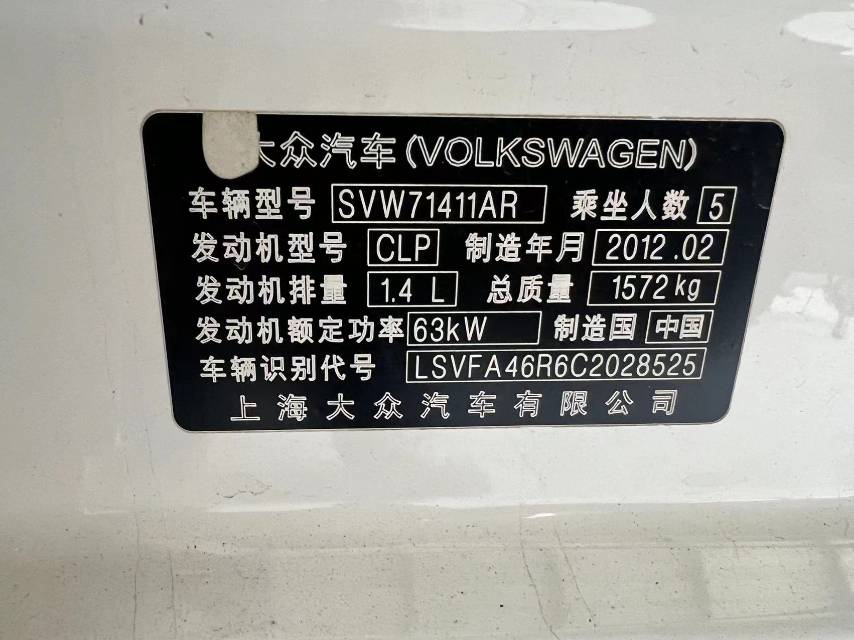 大众汽车(VOLKSWAGEN)
车辆型号 SVW71411AR 乘坐人数 5
发动机型号 CLP 制造年月 2012.02
发动机排量 1.4 L 总质量 1572kg
发动机额定功率 63kW 制造国 中国
车辆识别代号 LSVFA46R6C2028525
上海大众汽车有限公司